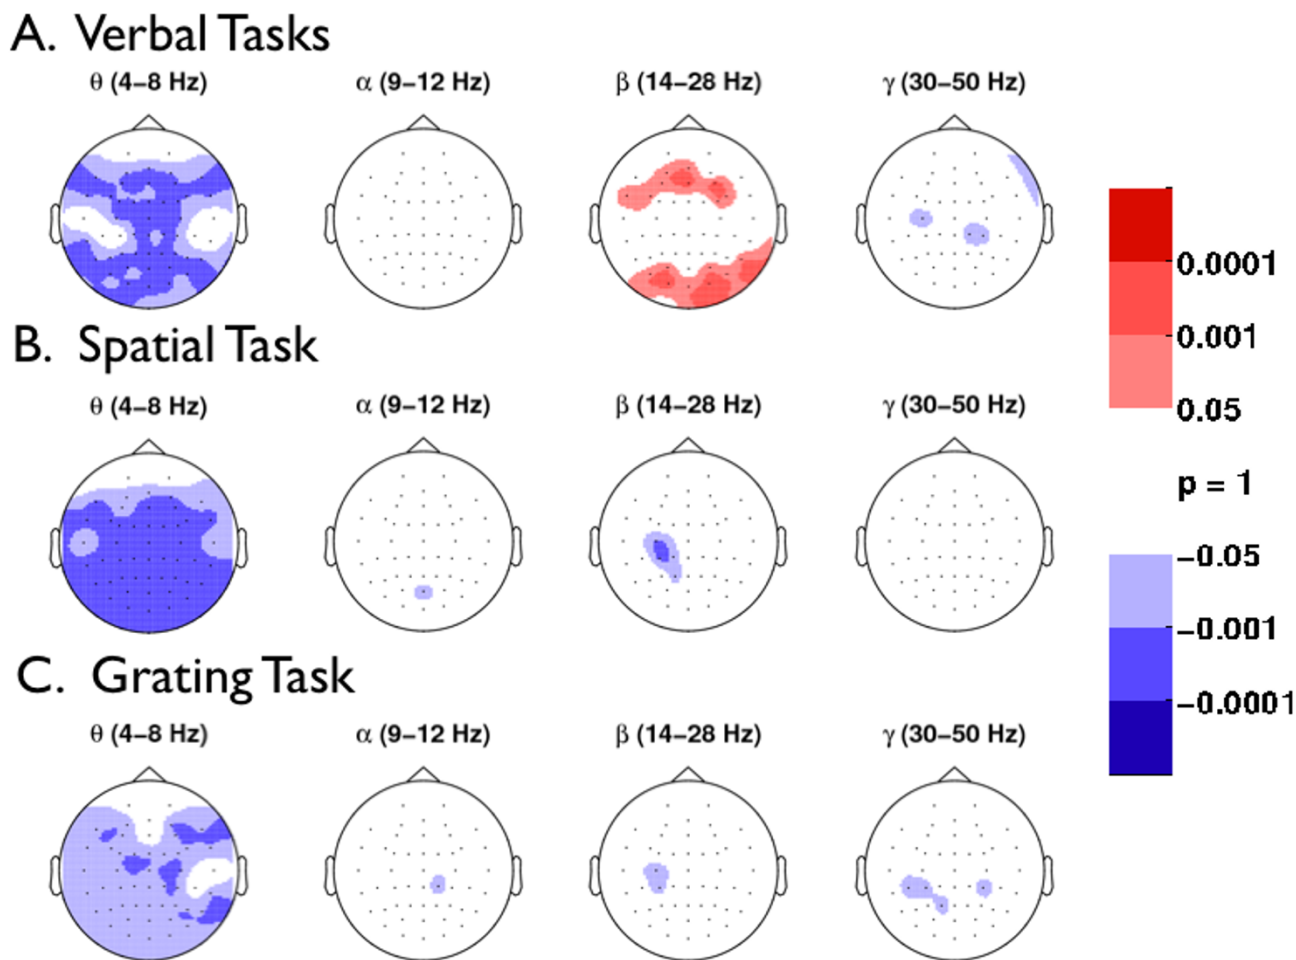 A. Verbal Tasks
θ (4–8 Hz) α (9–12 Hz) β (14–28 Hz) γ (30–50 Hz)
B. Spatial Task
θ (4–8 Hz) α (9–12 Hz) β (14–28 Hz) γ (30–50 Hz)
C. Grating Task
θ (4–8 Hz) α (9–12 Hz) β (14–28 Hz) γ (30–50 Hz)
0.0001
0.001
0.05
p = 1
−0.05
−0.001
−0.0001